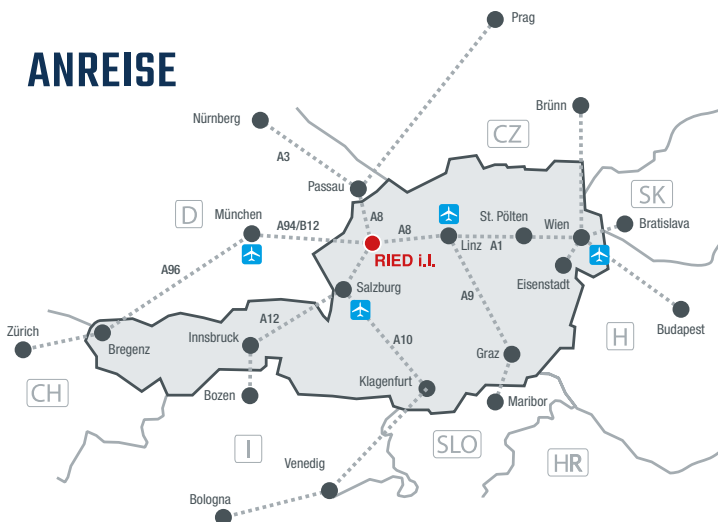 Prag
ANREISE
Brünn
Nürnberg
CZ
A3
Passau
SK
D
München
A94/B12
A8
A8
St. Pölten
Wien
Bratislava
Linz
A1
RIED i.I.
A96
Eisenstadt
Salzburg
A9
Zürich
Bregenz
Innsbruck
A12
A10
H
Budapest
Graz
CH
Klagenfurt
Bozen
Maribor
I
SLO
HR
Venedig
Bologna